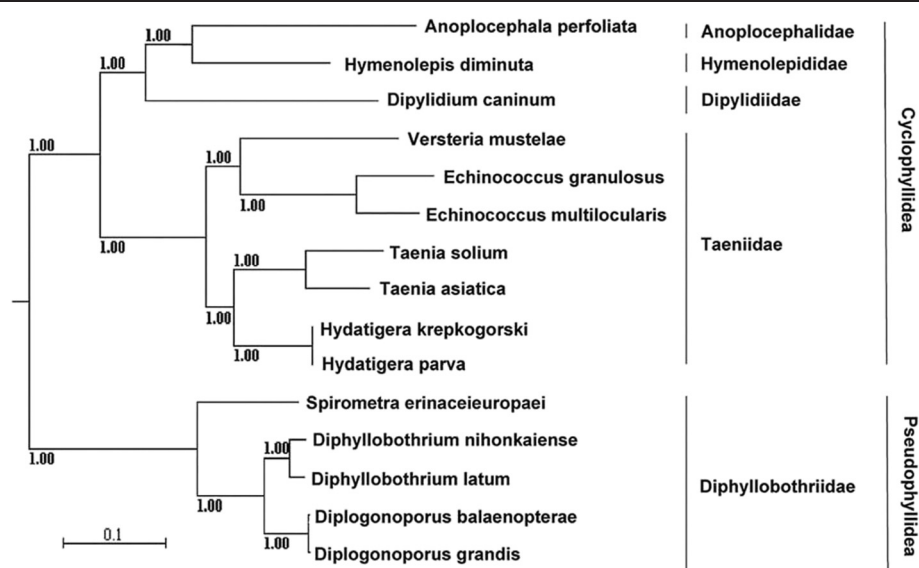 Anoplocephala perfoliata
Anoplocephalidae
1.00
1.00
Hymenolepis diminuta
Hymenolepididae
Dipylidium caninum
Dipylidiidae
Cyclophyllidea
1.00
Versteria mustelae
1.00
Echinococcus granulosus
1.00
Echinococcus multilocularis
Taeniidae
1.00
Taenia solium
1.00
Taenia asiatica
1.00
Hydatigera krepkogorski
1.00
Hydatigera parva
Spirometra erinaceieuropaei
Diphyllobothrium nihonkaiense
1.00
1.00
Diphyllobothrium latum
Diphyllobothriidae
Pseudophyllidea
1.00
Diplogonoporus balaenopterae
0.1
1.00
Diplogonoporus grandis